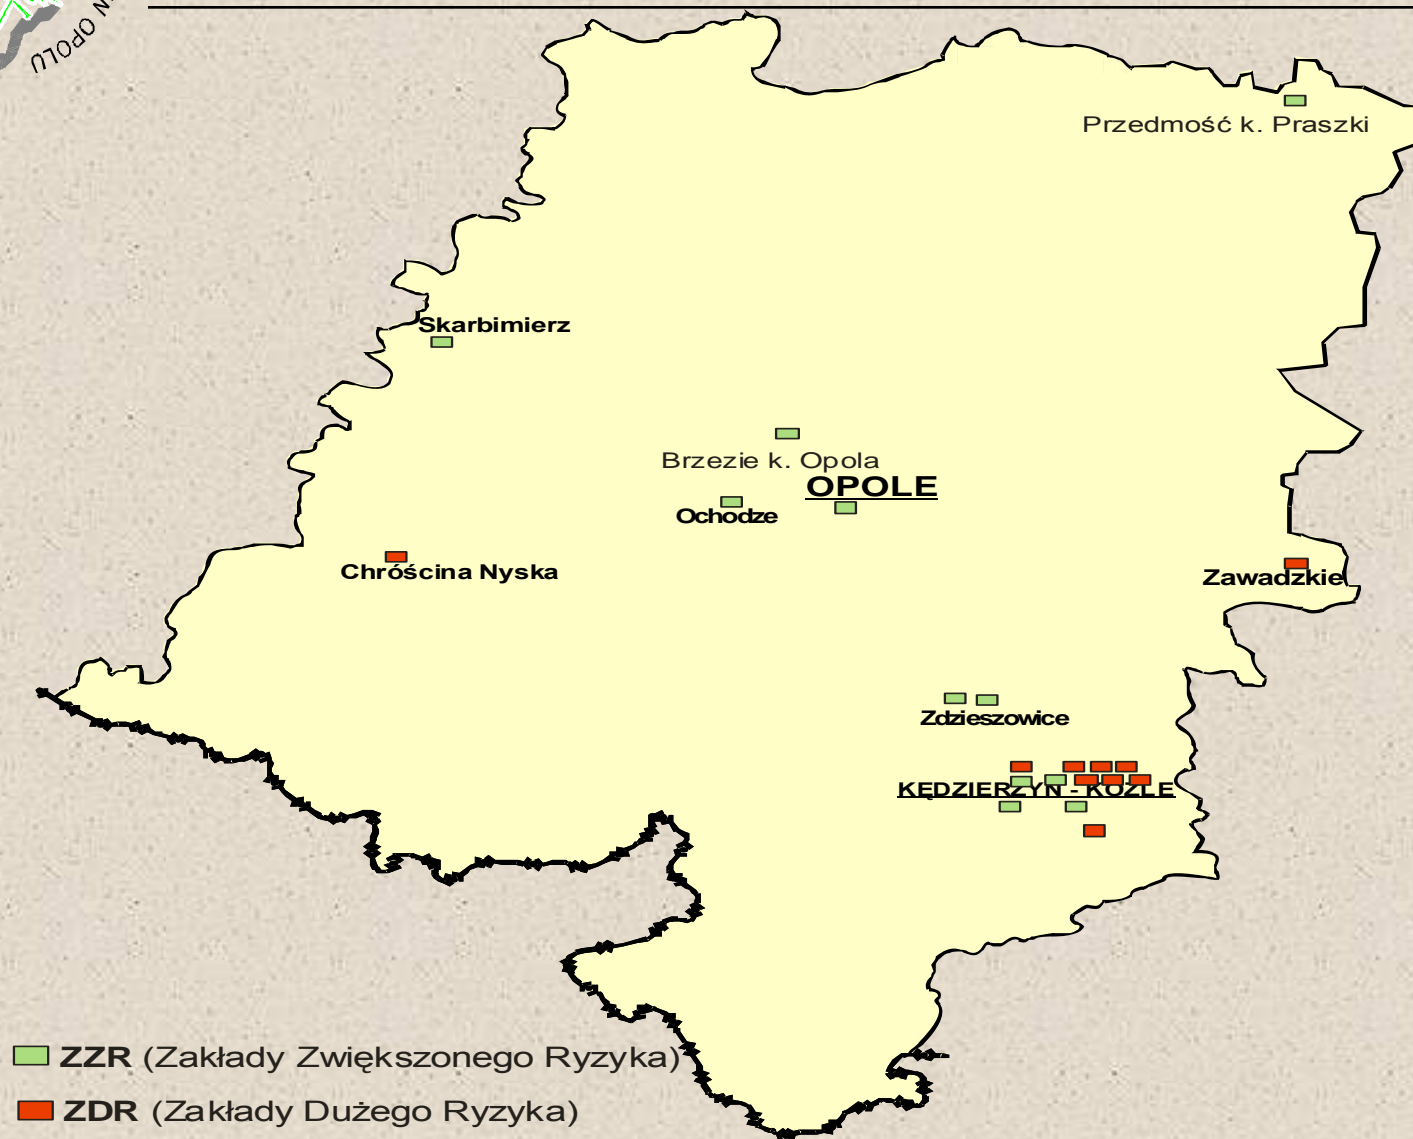 W OPOLU
Przedmość k. Praszki
Skarbimierz
Brzezie k. Opola
OPOLE
Ochodze
Chróścina Nyska
Zawadzkie
Zdzieszowice
KĘDZIERZYN - KOŹLE
ZZR (Zakłady Zwiększonego Ryzyka)
ZDR (Zakłady Dużego Ryzyka)